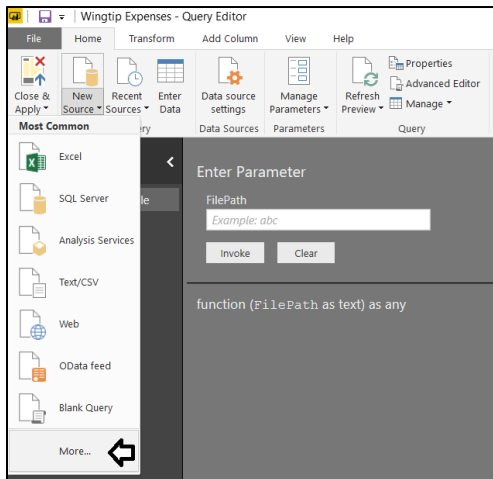 Wingtip Expenses - Query Editor
File Home Transform Add Column View Help
Close & Apply
New Source
Recent Sources
Enter Data
Data source settings
Manage Parameters
Refresh Preview
Properties
Advanced Editor
Manage
Data Sources Parameters Query
Most Common
Excel
SQL Server
Analysis Services
Text/CSV
Web
OData feed
Blank Query
More...
Enter Parameter
FilePath
Example: abc
Invoke Clear
function (FilePath as text) as any